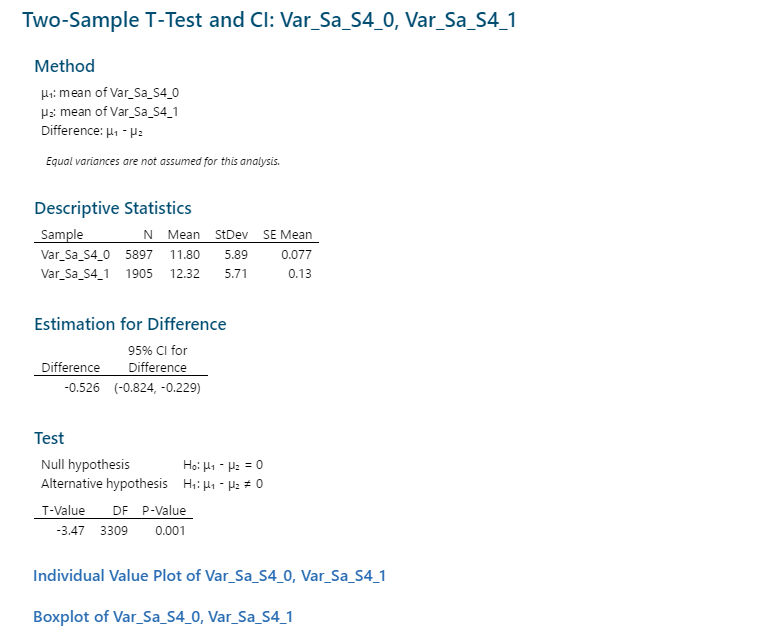 Two-Sample T-Test and CI: Var_Sa_S4_0, Var_Sa_S4_1
Method
μ₁: mean of Var_Sa_S4_0
μ₂: mean of Var_Sa_S4_1
Difference: μ₁ - μ₂
Equal variances are not assumed for this analysis.
Descriptive Statistics
Sample N Mean StDev SE Mean
Var_Sa_S4_0 5897 11.80 5.89 0.077
Var_Sa_S4_1 1905 12.32 5.71 0.13
Estimation for Difference
95% CI for
Difference Difference
-0.526 (-0.824, -0.229)
Test
Null hypothesis H₀: μ₁ - μ₂ = 0
Alternative hypothesis H₁: μ₁ - μ₂ ≠ 0
T-Value DF P-Value
-3.47 3309 0.001
Individual Value Plot of Var_Sa_S4_0, Var_Sa_S4_1
Boxplot of Var_Sa_S4_0, Var_Sa_S4_1